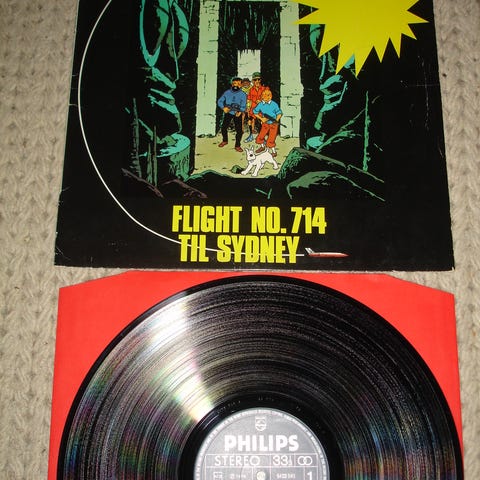 FLIGHT NO. 714
TIL SYDNEY
PHILIPS
STEREO 33⅓
1